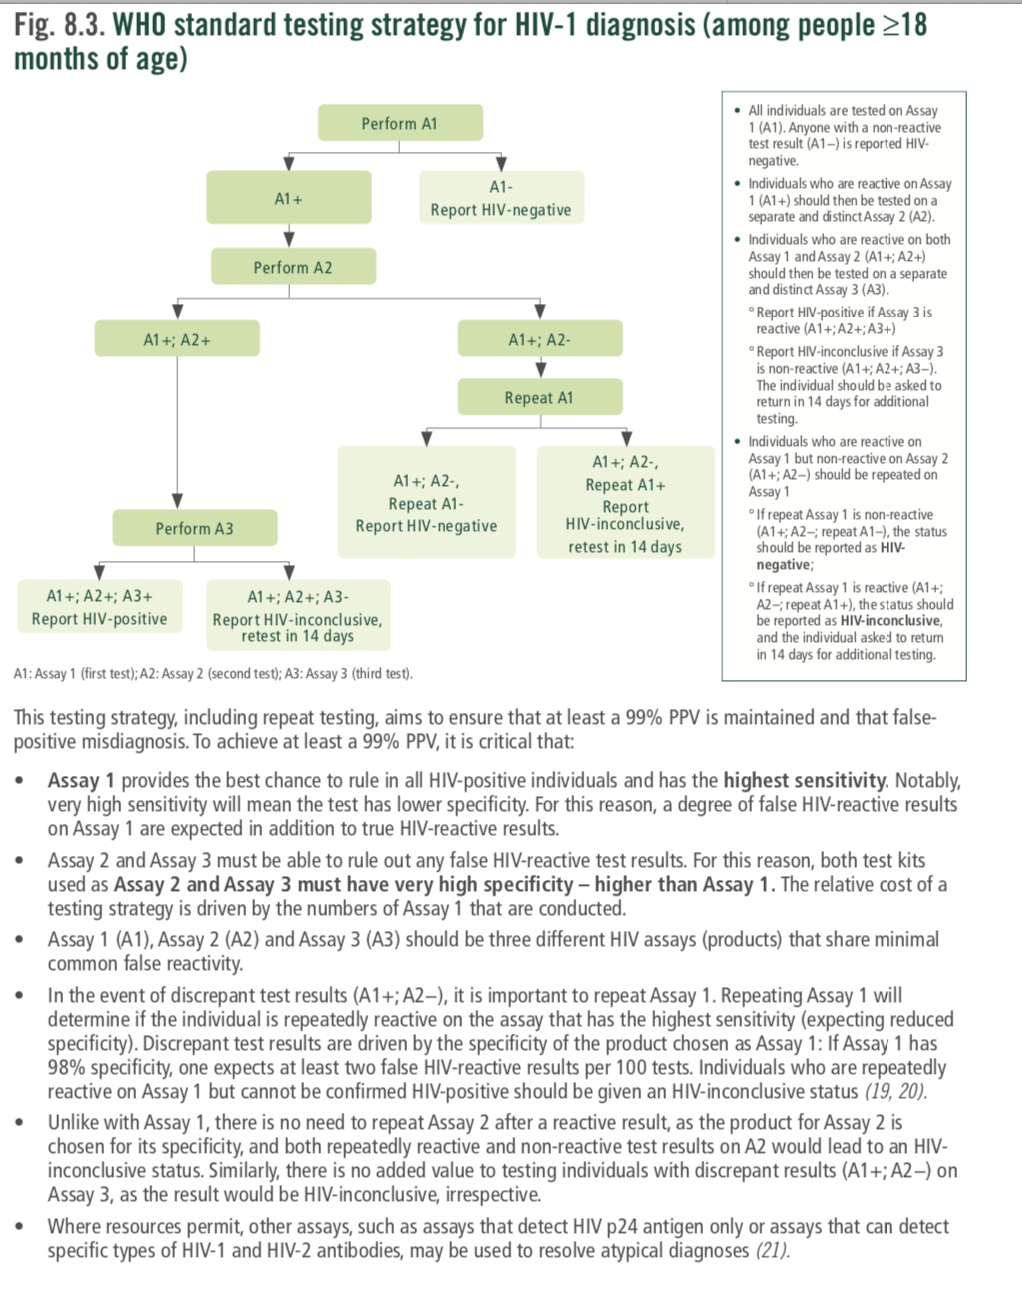 Fig. 8.3. WHO standard testing strategy for HIV-1 diagnosis (among people ≥18
months of age)
Perform A1
A1+
A1-
Report HIV-negative
Perform A2
A1+; A2+
A1+; A2-
Repeat A1
A1+; A2-,
Repeat A1-
Report HIV-negative
A1+; A2-,
Repeat A1+
Report
HIV-inconclusive,
retest in 14 days
Perform A3
A1+; A2+; A3+
Report HIV-positive
A1+; A2+; A3-
Report HIV-inconclusive,
retest in 14 days
• All individuals are tested on Assay
1 (A1). Anyone with a non-reactive
test result (A1–) is reported HIV-
negative.
• Individuals who are reactive on Assay
1 (A1+) should then be tested on a
separate and distinct Assay 2 (A2).
• Individuals who are reactive on both
Assay 1 and Assay 2 (A1+; A2+)
should then be tested on a separate
and distinct Assay 3 (A3).
° Report HIV-positive if Assay 3 is
reactive (A1+; A2+; A3+)
° Report HIV-inconclusive if Assay 3
is non-reactive (A1+; A2+; A3–).
The individual should be asked to
return in 14 days for additional
testing.
• Individuals who are reactive on
Assay 1 but non-reactive on Assay 2
(A1+; A2–) should be repeated on
Assay 1
° If repeat Assay 1 is non-reactive
(A1+; A2–; repeat A1–), the status
should be reported as HIV-
negative;
° If repeat Assay 1 is reactive (A1+;
A2–; repeat A1+), the status should
be reported as HIV-inconclusive,
and the individual asked to return
in 14 days for additional testing.
A1: Assay 1 (first test); A2: Assay 2 (second test); A3: Assay 3 (third test).
This testing strategy, including repeat testing, aims to ensure that at least a 99% PPV is maintained and that false-
positive misdiagnosis. To achieve at least a 99% PPV, it is critical that:
• Assay 1 provides the best chance to rule in all HIV-positive individuals and has the highest sensitivity. Notably,
very high sensitivity will mean the test has lower specificity. For this reason, a degree of false HIV-reactive results
on Assay 1 are expected in addition to true HIV-reactive results.
• Assay 2 and Assay 3 must be able to rule out any false HIV-reactive test results. For this reason, both test kits
used as Assay 2 and Assay 3 must have very high specificity – higher than Assay 1. The relative cost of a
testing strategy is driven by the numbers of Assay 1 that are conducted.
• Assay 1 (A1), Assay 2 (A2) and Assay 3 (A3) should be three different HIV assays (products) that share minimal
common false reactivity.
• In the event of discrepant test results (A1+; A2–), it is important to repeat Assay 1. Repeating Assay 1 will
determine if the individual is repeatedly reactive on the assay that has the highest sensitivity (expecting reduced
specificity). Discrepant test results are driven by the specificity of the product chosen as Assay 1: If Assay 1 has
98% specificity, one expects at least two false HIV-reactive results per 100 tests. Individuals who are repeatedly
reactive on Assay 1 but cannot be confirmed HIV-positive should be given an HIV-inconclusive status (19, 20).
• Unlike with Assay 1, there is no need to repeat Assay 2 after a reactive result, as the product for Assay 2 is
chosen for its specificity, and both repeatedly reactive and non-reactive test results on A2 would lead to an HIV-
inconclusive status. Similarly, there is no added value to testing individuals with discrepant results (A1+; A2–) on
Assay 3, as the result would be HIV-inconclusive, irrespective.
• Where resources permit, other assays, such as assays that detect HIV p24 antigen only or assays that can detect
specific types of HIV-1 and HIV-2 antibodies, may be used to resolve atypical diagnoses (21).